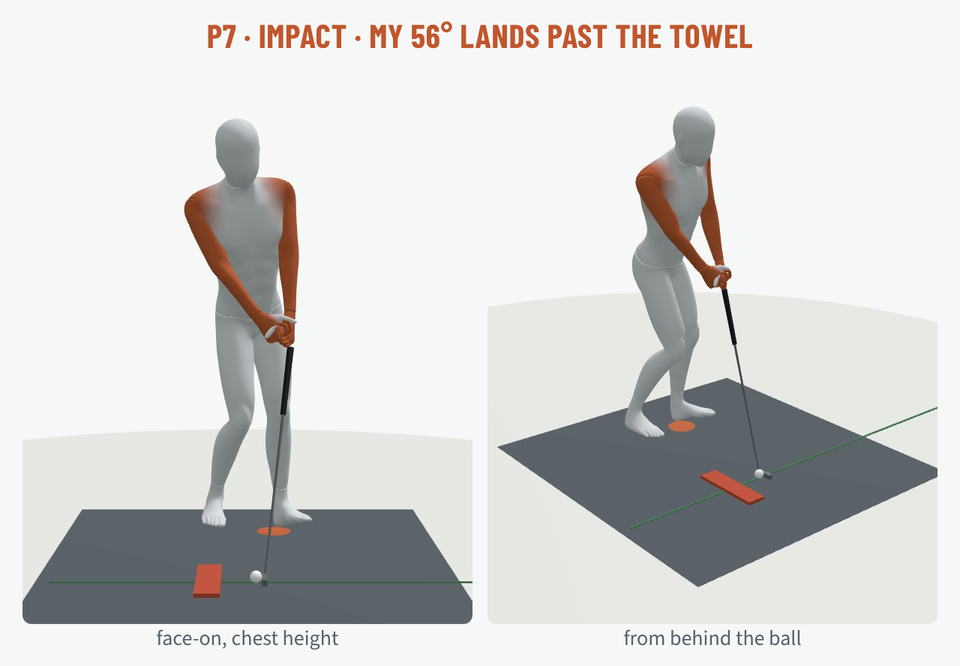 P7 · IMPACT · MY 56° LANDS PAST THE TOWEL
face-on, chest height
from behind the ball